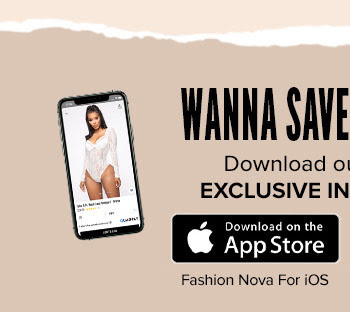 WANNA SAVE
Download ou
EXCLUSIVE IN
Download on the
App Store
Fashion Nova For iOS